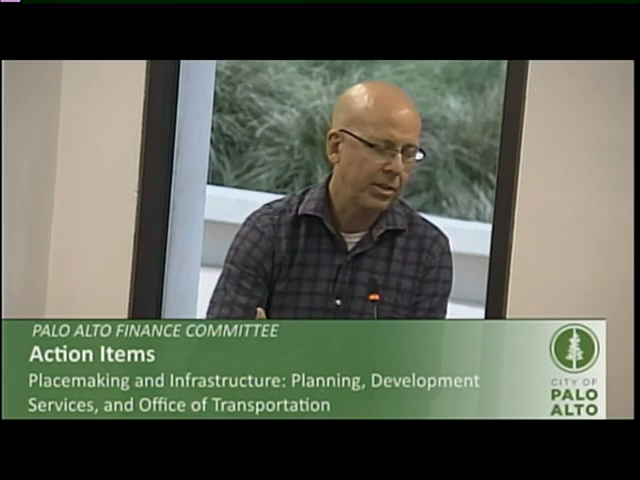 PALO ALTO FINANCE COMMITTEE
Action Items
Placemaking and Infrastructure: Planning, Development
Services, and Office of Transportation
CITY OF
PALO
ALTO